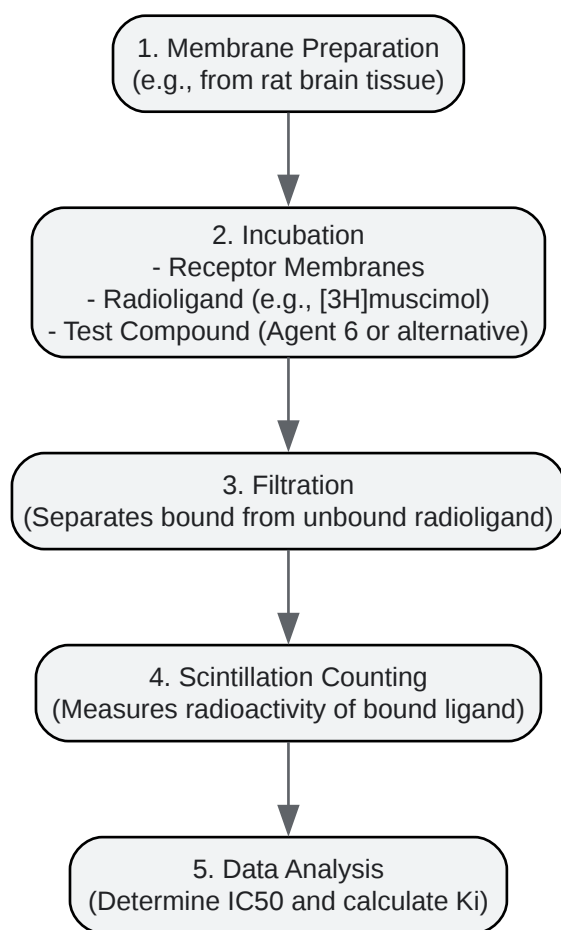 1. Membrane Preparation
(e.g., from rat brain tissue)
2. Incubation
- Receptor Membranes
- Radioligand (e.g., [3H]muscimol)
- Test Compound (Agent 6 or alternative)
3. Filtration
(Separates bound from unbound radioligand)
4. Scintillation Counting
(Measures radioactivity of bound ligand)
5. Data Analysis
(Determine IC50 and calculate Ki)